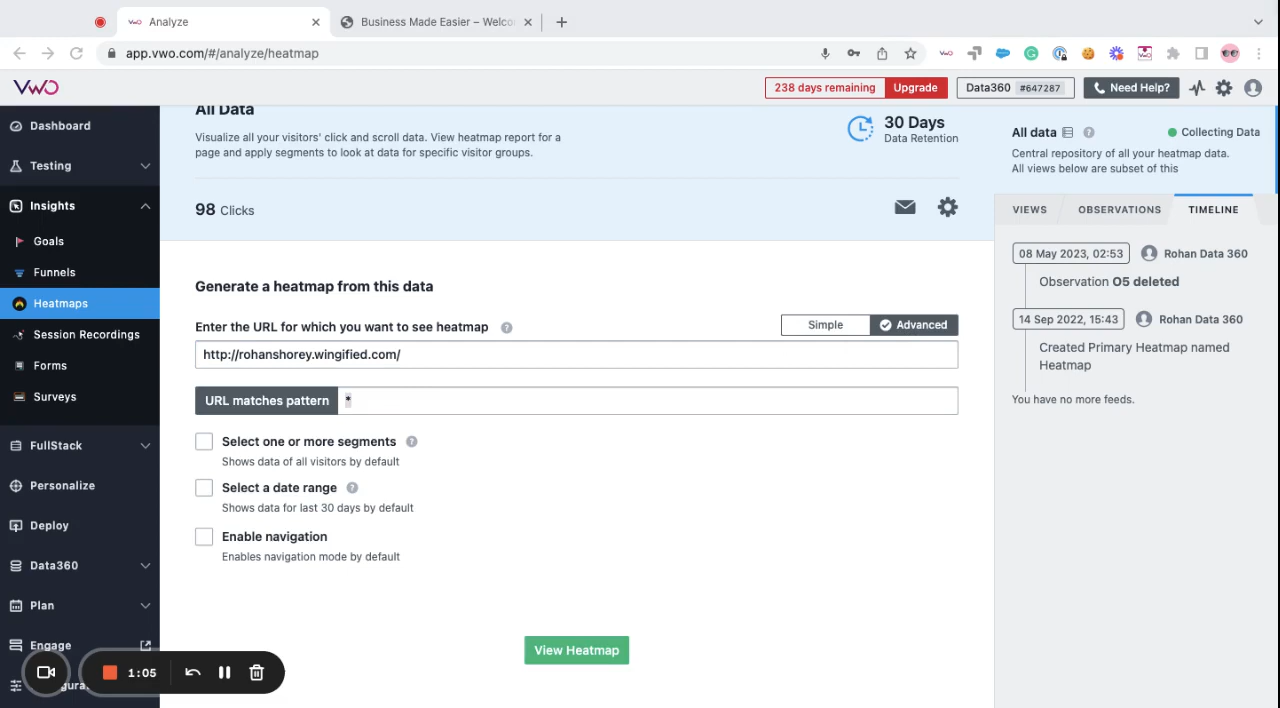 Analyze
Business Made Easier – Welco
app.vwo.com/#/analyze/heatmap
VWO
238 days remaining Upgrade
Data360 #647287
Need Help?
Dashboard
Testing
Insights
Goals
Funnels
Heatmaps
Session Recordings
Forms
Surveys
FullStack
Personalize
Deploy
Data360
Plan
Engage
1:05
All Data
Visualize all your visitors' click and scroll data. View heatmap report for a
page and apply segments to look at data for specific visitor groups.
30 Days
Data Retention
98 Clicks
Generate a heatmap from this data
Enter the URL for which you want to see heatmap ?
Simple Advanced
http://rohanshorey.wingified.com/
URL matches pattern *
Select one or more segments ?
Shows data of all visitors by default
Select a date range ?
Shows data for last 30 days by default
Enable navigation
Enables navigation mode by default
View Heatmap
All data ? Collecting Data
Central repository of all your heatmap data.
All views below are subset of this
VIEWS OBSERVATIONS TIMELINE
08 May 2023, 02:53 Rohan Data 360
Observation O5 deleted
14 Sep 2022, 15:43 Rohan Data 360
Created Primary Heatmap named
Heatmap
You have no more feeds.